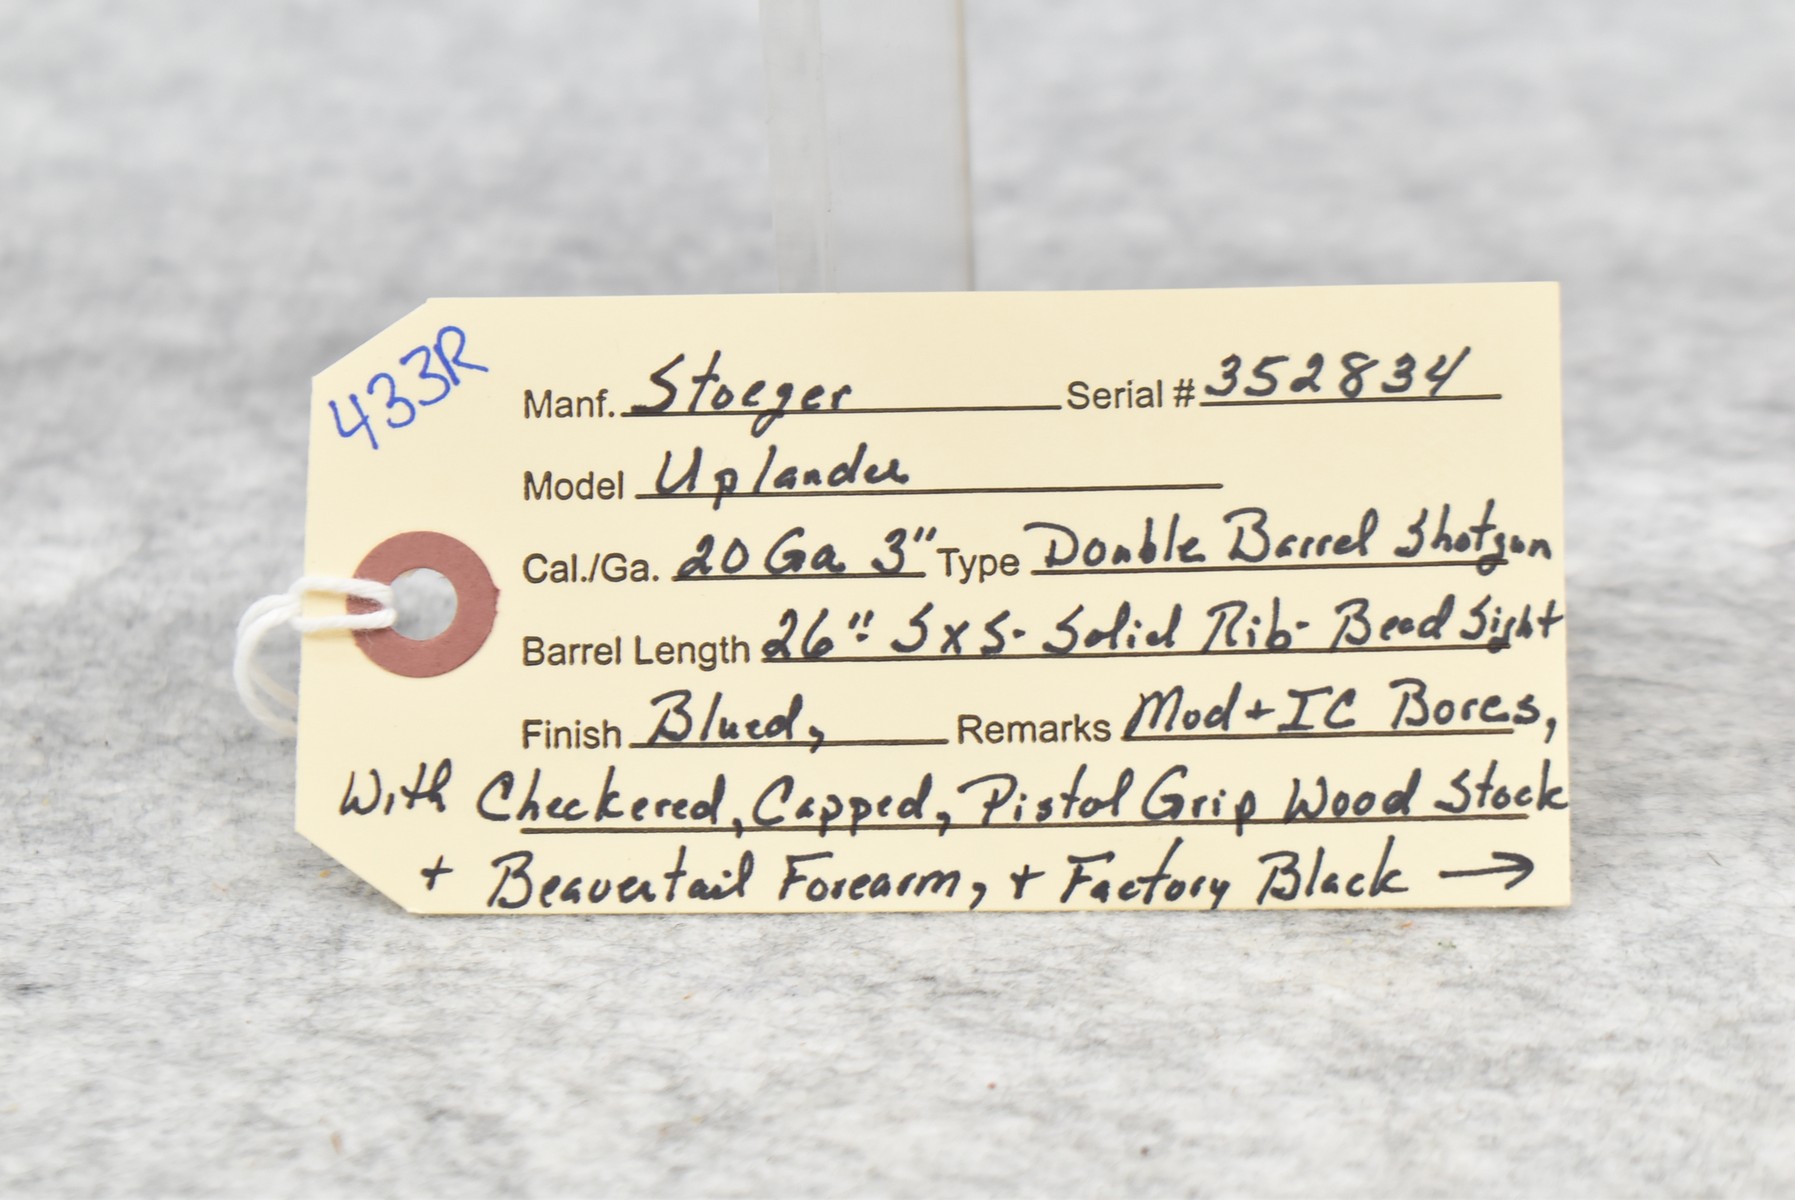 433R
Manf. Stoeger Serial # 352834
Model Uplander
Cal./Ga. 20 Ga 3" Type Double Barrel Shotgun
Barrel Length 26" SxS- Solid Rib- Bead Sight
Finish Blued, Remarks Mod + IC Bores,
With Checkered, Capped, Pistol Grip Wood Stock
+ Beavertail Forearm, + Factory Black →